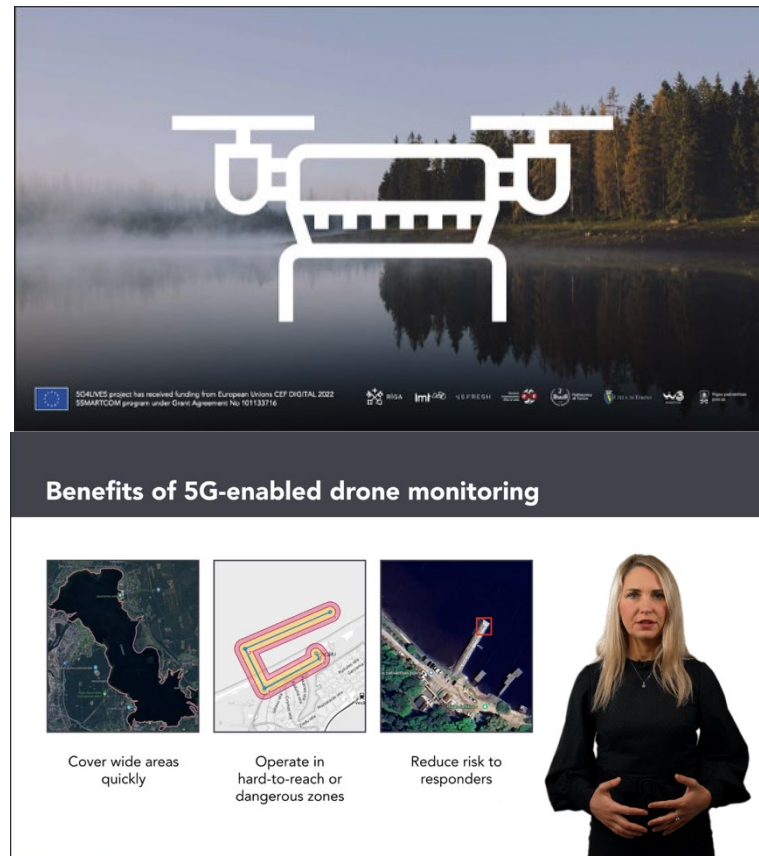 5G4LIVES project has received funding from European Unions CEF DIGITAL 2022
5SMARTCOM program under Grant Agreement No 101133716
RĪGA
lmt
Benefits of 5G-enabled drone monitoring
Cover wide areas
quickly
Operate in
hard-to-reach or
dangerous zones
Reduce risk to
responders